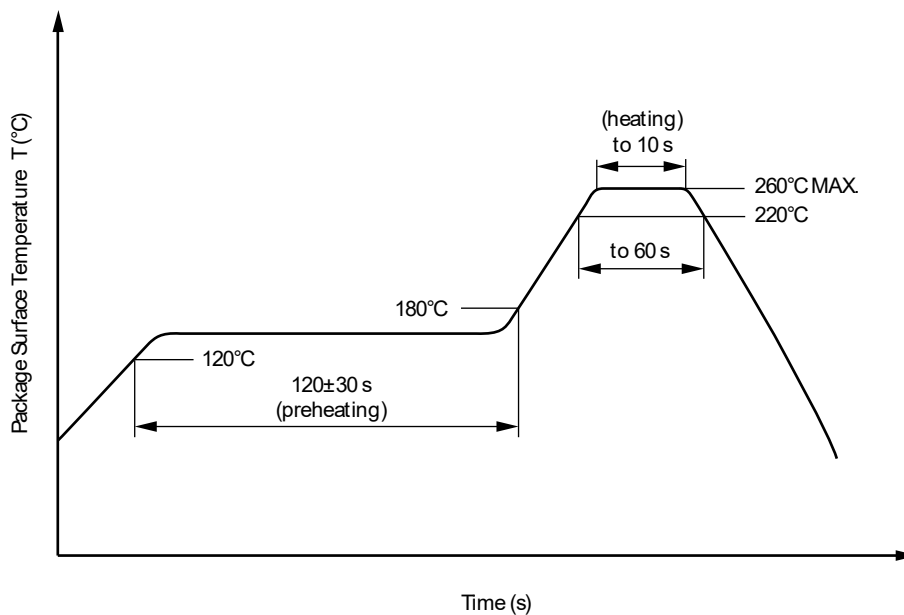 Package Surface Temperature T (°C)
(heating)
to 10 s
260°C MAX.
220°C
to 60 s
180°C
120°C
120±30 s
(preheating)
Time (s)